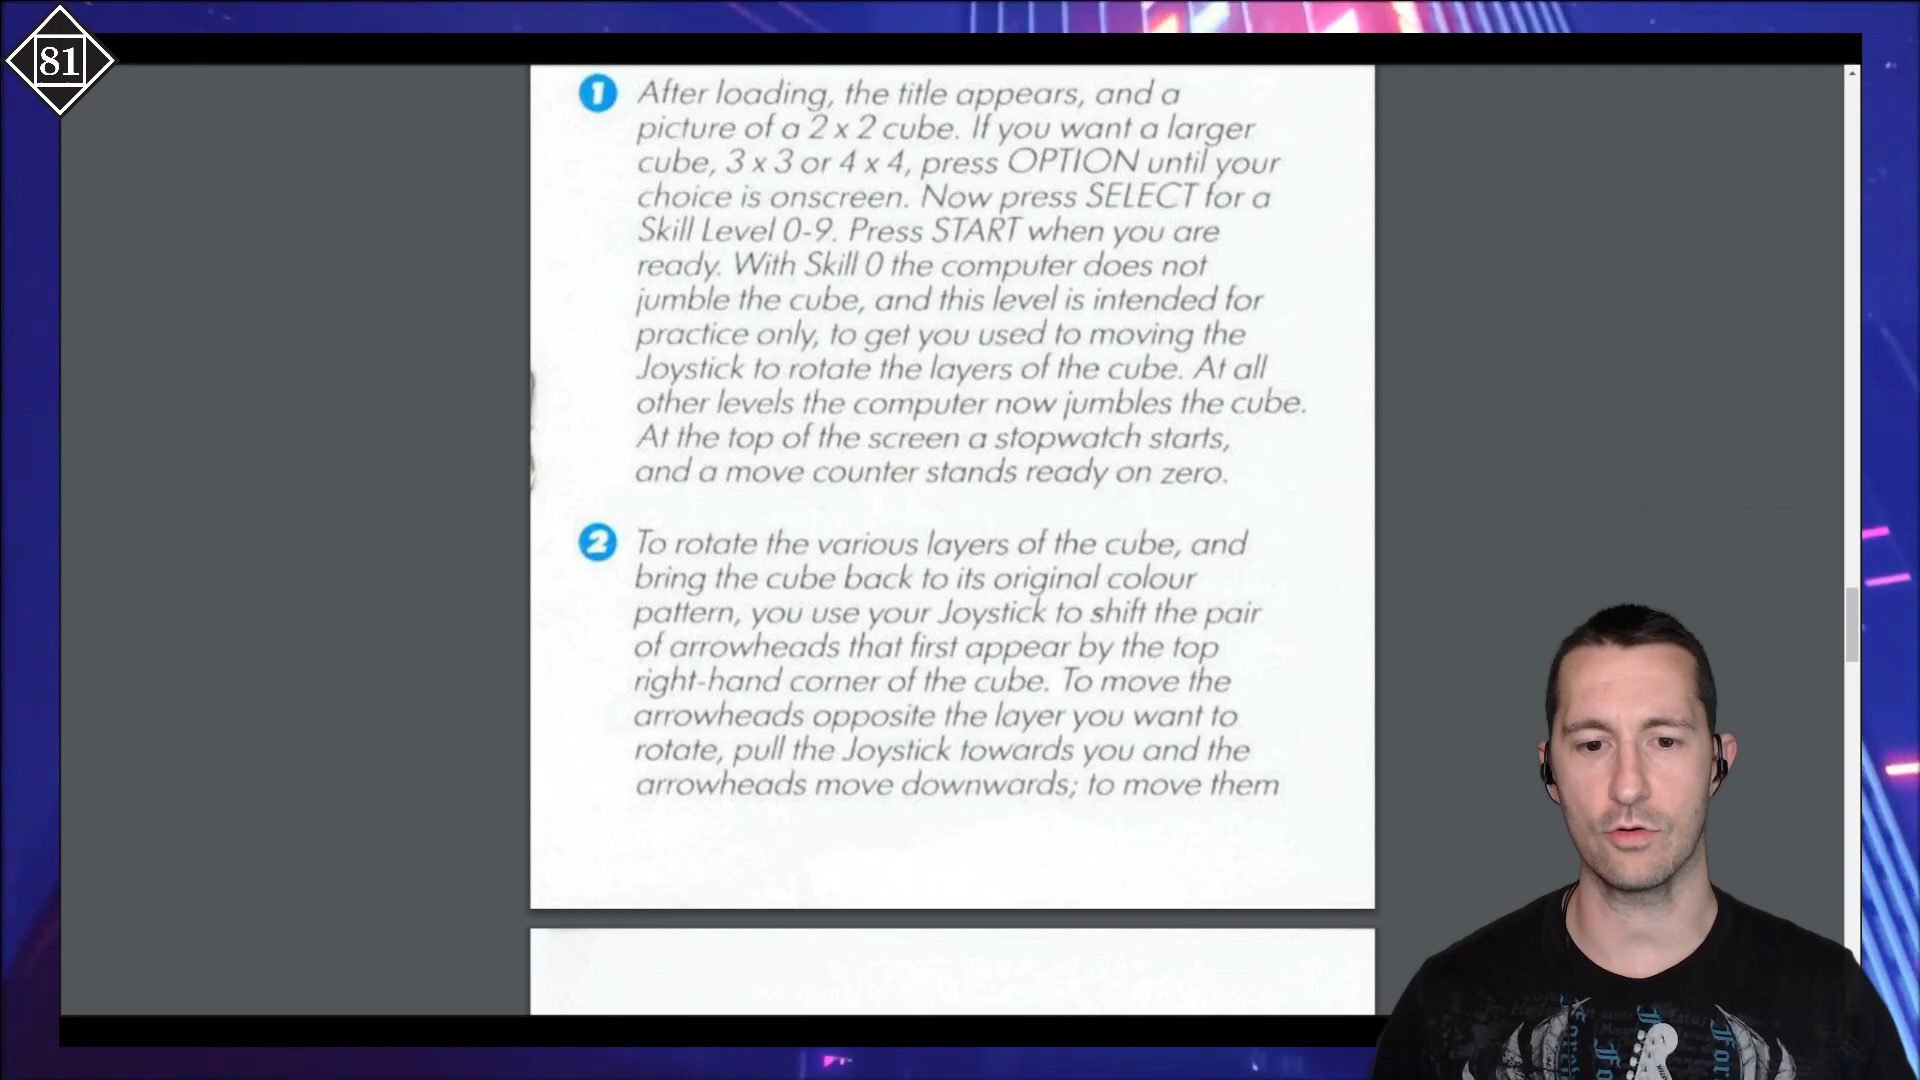 81
1 After loading, the title appears, and a
picture of a 2 x 2 cube. If you want a larger
cube, 3 x 3 or 4 x 4, press OPTION until your
choice is onscreen. Now press SELECT for a
Skill Level 0-9. Press START when you are
ready. With Skill 0 the computer does not
jumble the cube, and this level is intended for
practice only, to get you used to moving the
Joystick to rotate the layers of the cube. At all
other levels the computer now jumbles the cube.
At the top of the screen a stopwatch starts,
and a move counter stands ready on zero.
2 To rotate the various layers of the cube, and
bring the cube back to its original colour
pattern, you use your Joystick to shift the pair
of arrowheads that first appear by the top
right-hand corner of the cube. To move the
arrowheads opposite the layer you want to
rotate, pull the Joystick towards you and the
arrowheads move downwards; to move them